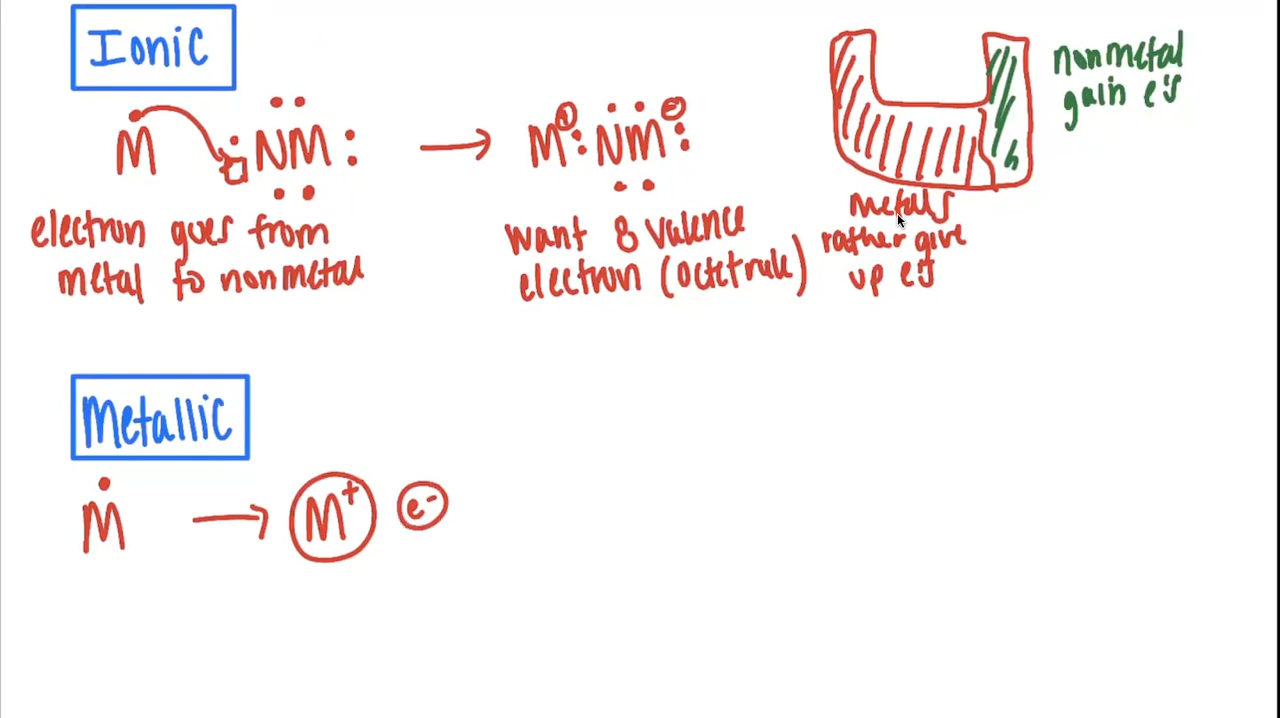 Ionic
M NM → M⊕ NM⊖
electron goes from
metal to nonmetal
want 8 valence
electron (octet rule)
nonmetal
gain e's
metals
rather give
up e's
Metallic
M → M+ e-